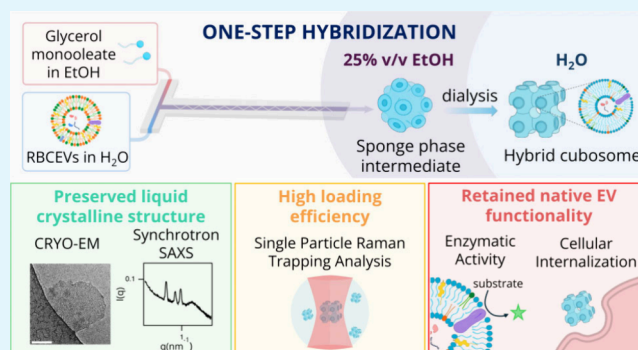 ONE-STEP HYBRIDIZATION
Glycerol
monooleate
in EtOH
RBCEVs in H₂O
25% v/v EtOH
Sponge phase
intermediate
dialysis
H₂O
Hybrid cubosome
Preserved liquid
crystalline structure
CRYO-EM
Synchrotron
SAXS
0.1
I(q)
1
q(nm⁻¹)
High loading
efficiency
Single Particle Raman
Trapping Analysis
Retained native EV
functionality
Enzymatic
Activity
substrate
Cellular
Internalization